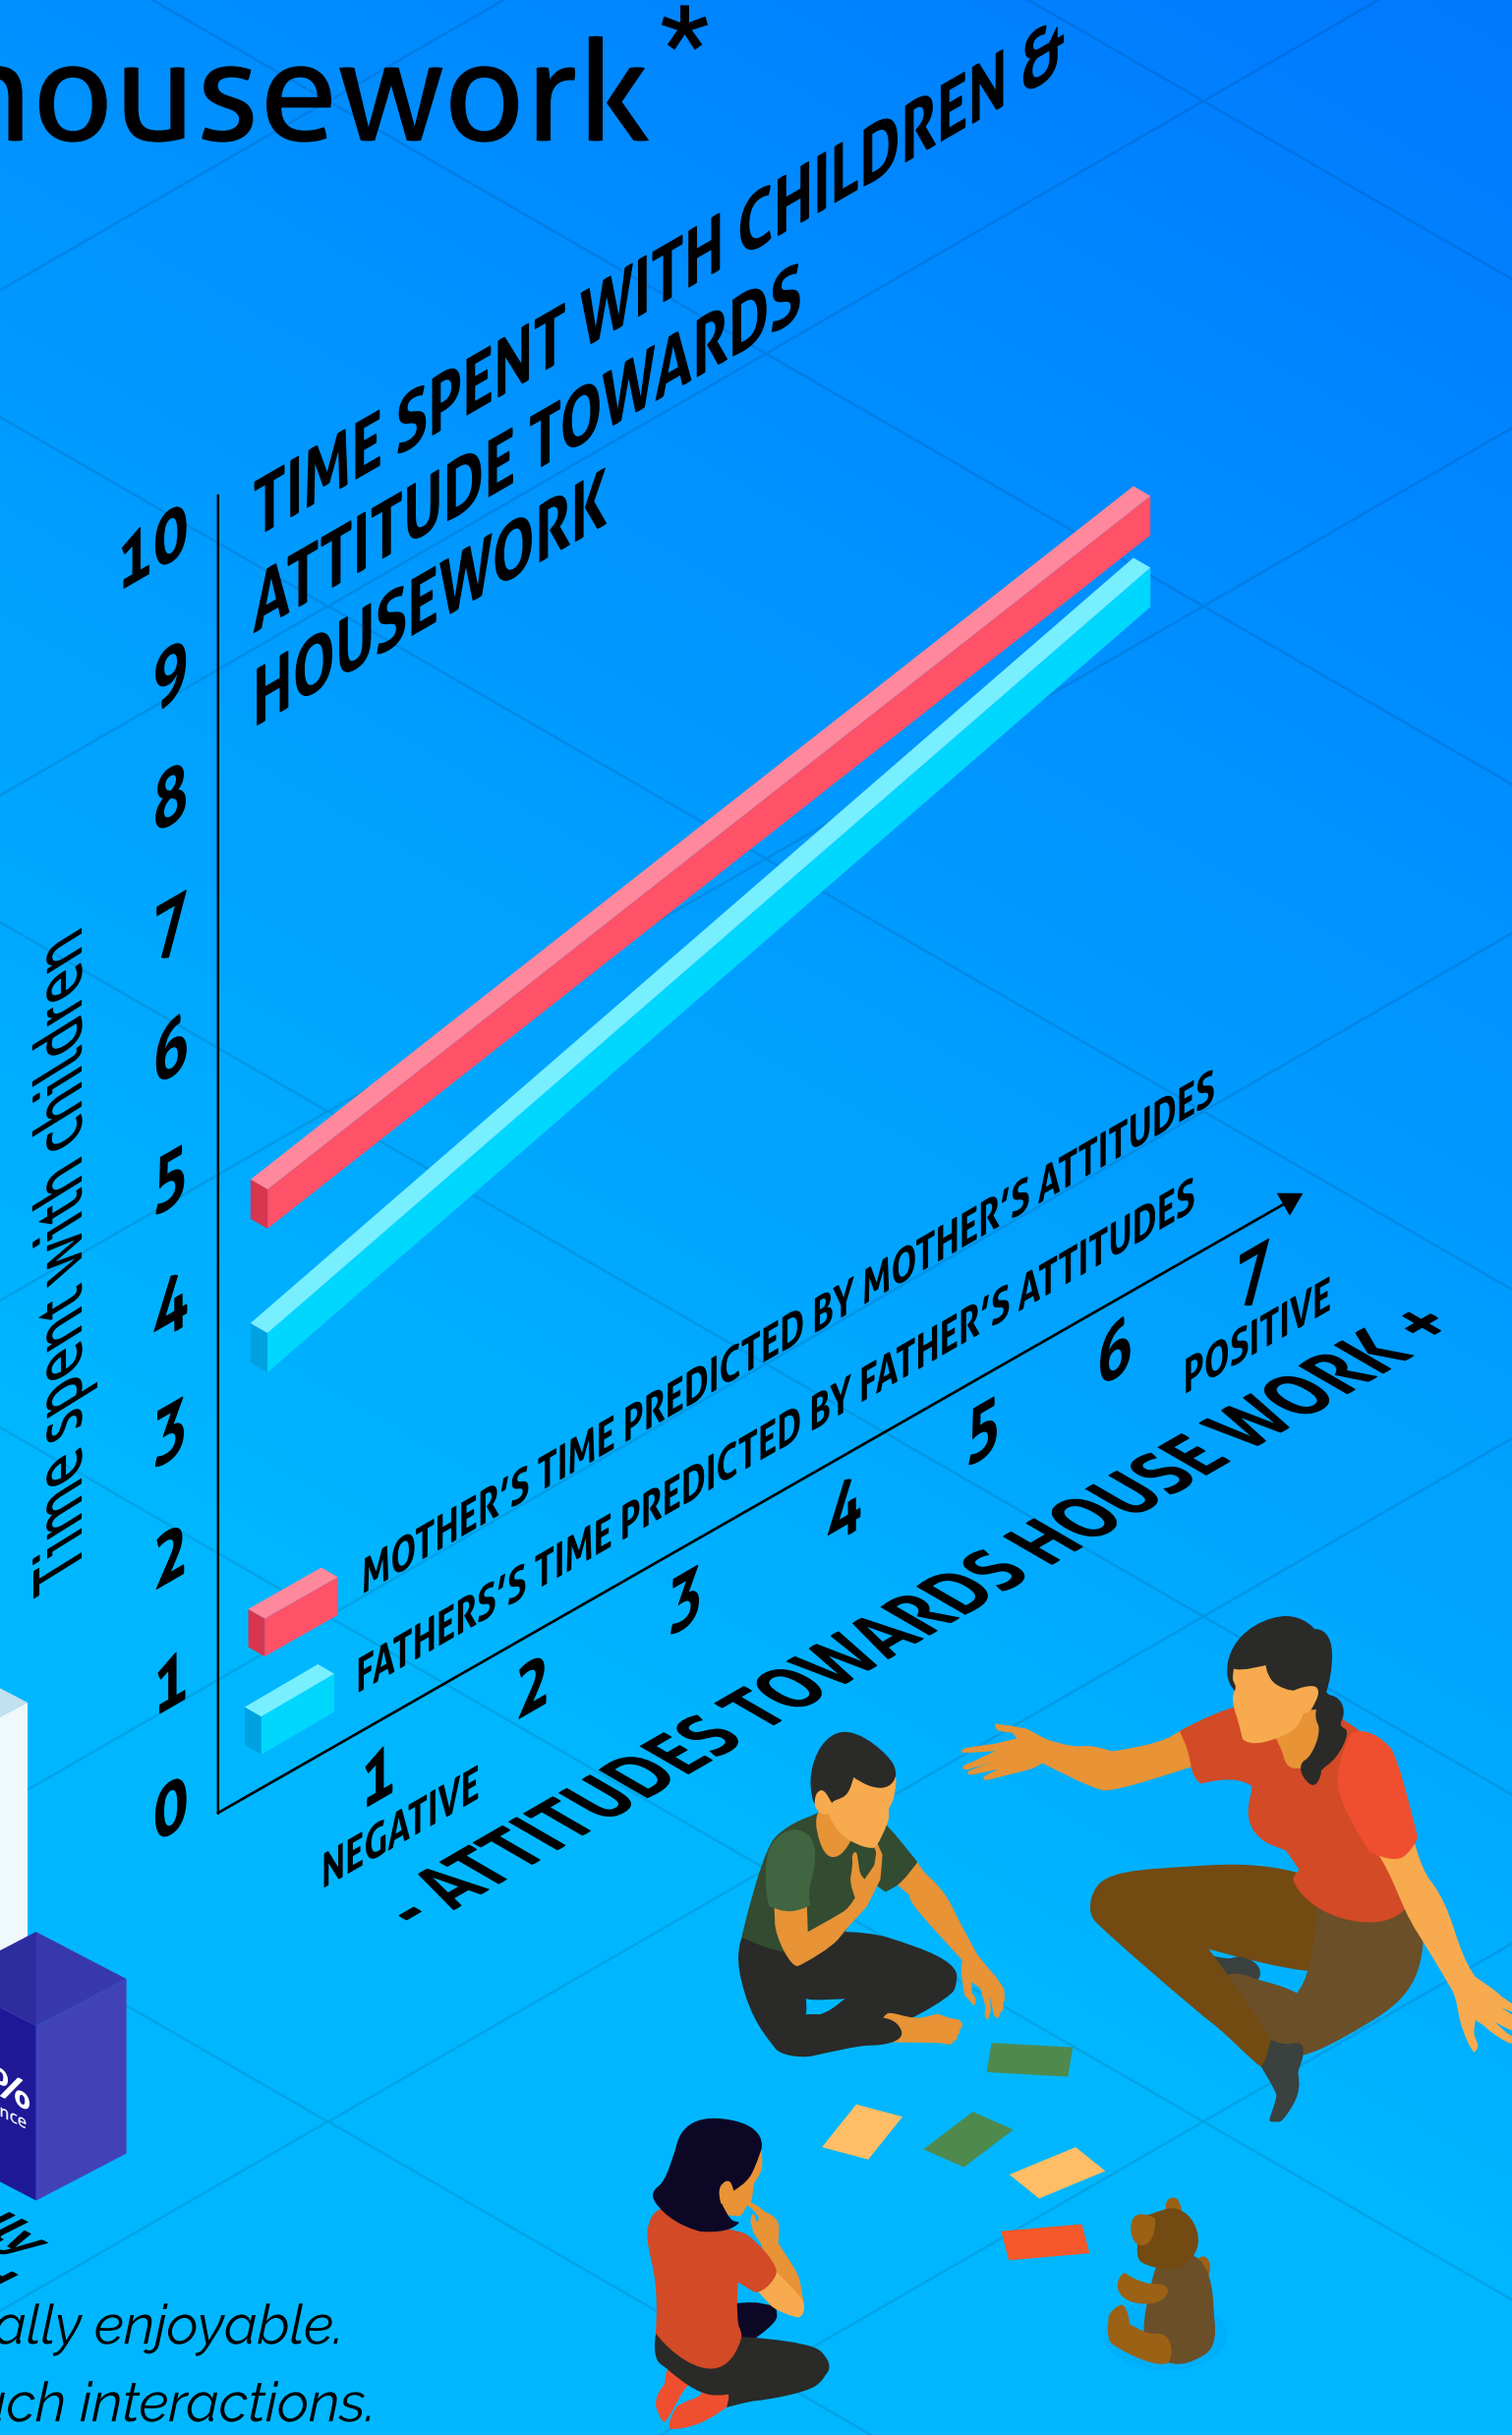 housework*
TIME SPENT WITH CHILDREN &
ATTITUDE TOWARDS
HOUSEWORK
10
9
8
7
6
5
4
3
2
1
0
Time spent with children
MOTHER'S TIME PREDICTED BY MOTHER'S ATTITUDES
FATHERS'S TIME PREDICTED BY FATHER'S ATTITUDES
1
2
3
4
5
6
7
NEGATIVE
POSITIVE
- ATTITUDES TOWARDS HOUSE WORK +
%
enjoyable.
interactions.